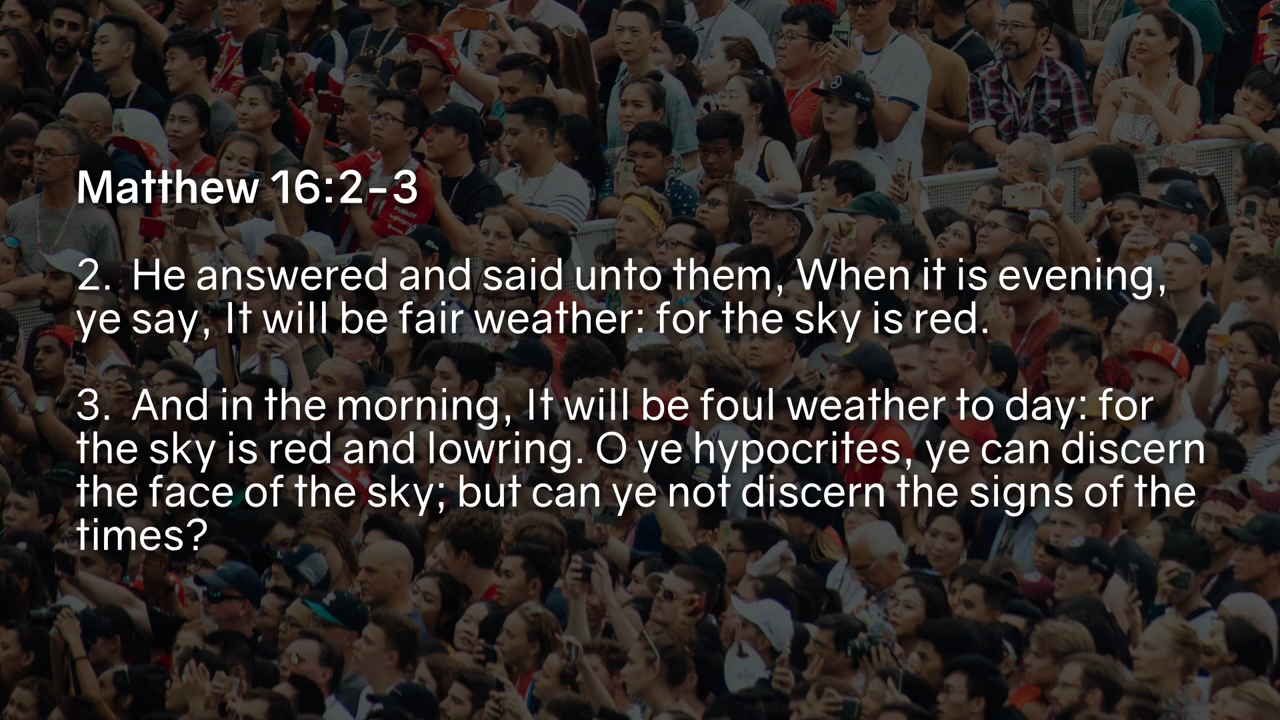 Matthew 16:2-3
2. He answered and said unto them, When it is evening,
ye say, It will be fair weather: for the sky is red.
3. And in the morning, It will be foul weather to day: for
the sky is red and lowring. O ye hypocrites, ye can discern
the face of the sky; but can ye not discern the signs of the
times?